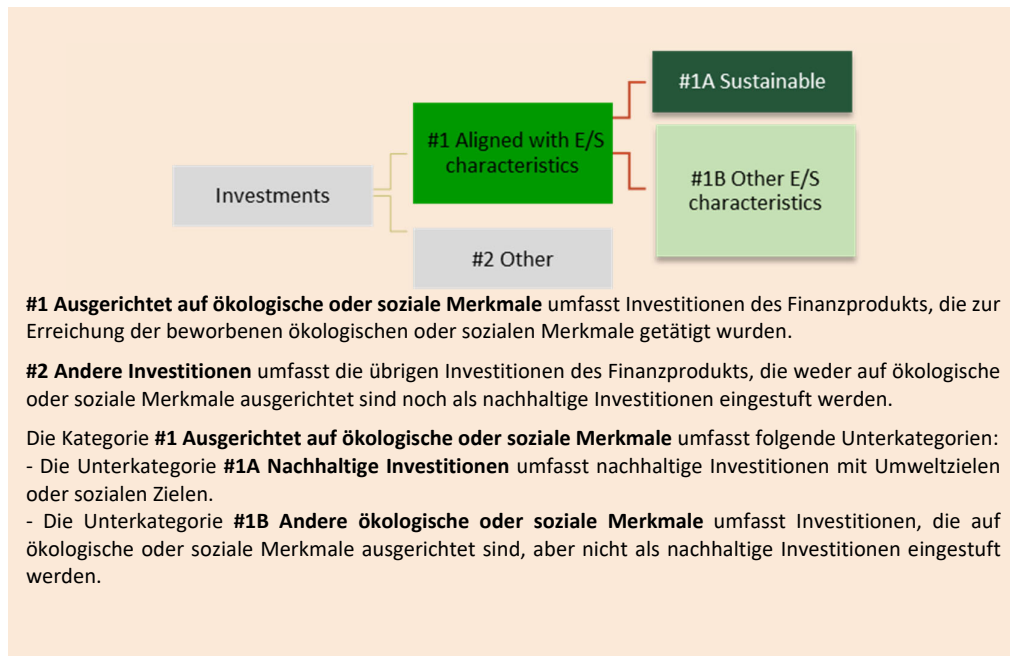 #1A Sustainable
#1 Aligned with E/S
characteristics
#1B Other E/S
characteristics
Investments
#2 Other
#1 Ausgerichtet auf ökologische oder soziale Merkmale umfasst Investitionen des Finanzprodukts, die zur
Erreichung der beworbenen ökologischen oder sozialen Merkmale getätigt wurden.
#2 Andere Investitionen umfasst die übrigen Investitionen des Finanzprodukts, die weder auf ökologische
oder soziale Merkmale ausgerichtet sind noch als nachhaltige Investitionen eingestuft werden.
Die Kategorie #1 Ausgerichtet auf ökologische oder soziale Merkmale umfasst folgende Unterkategorien:
- Die Unterkategorie #1A Nachhaltige Investitionen umfasst nachhaltige Investitionen mit Umweltzielen
oder sozialen Zielen.
- Die Unterkategorie #1B Andere ökologische oder soziale Merkmale umfasst Investitionen, die auf
ökologische oder soziale Merkmale ausgerichtet sind, aber nicht als nachhaltige Investitionen eingestuft
werden.